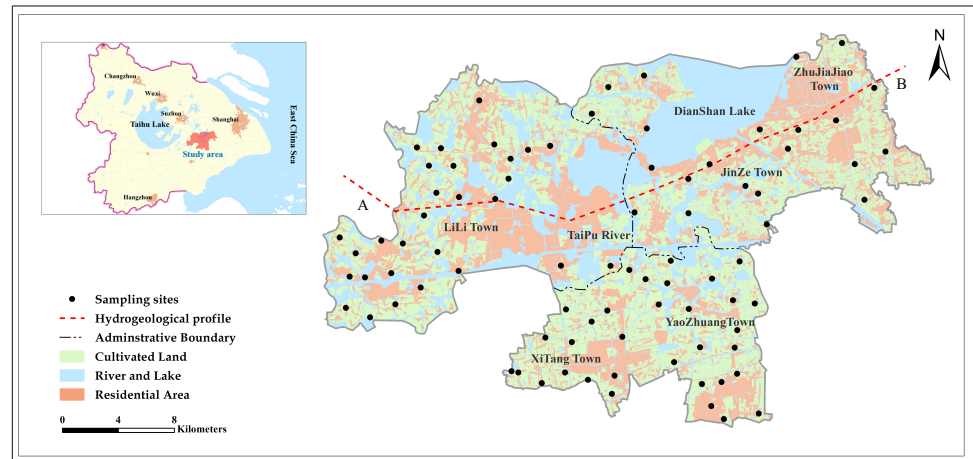 Changzhou
Wuxi
Suzhou
Taihu Lake
Shanghai
Study area
Hangzhou
East China Sea
N
ZhuJiaJiao
Town
B
DianShan Lake
JinZe Town
A
LiLi Town
TaiPu River
YaoZhuangTown
XiTang Town
Sampling sites
Hydrogeological profile
Adminstrative Boundary
Cultivated Land
River and Lake
Residential Area
0 4 8
Kilometers